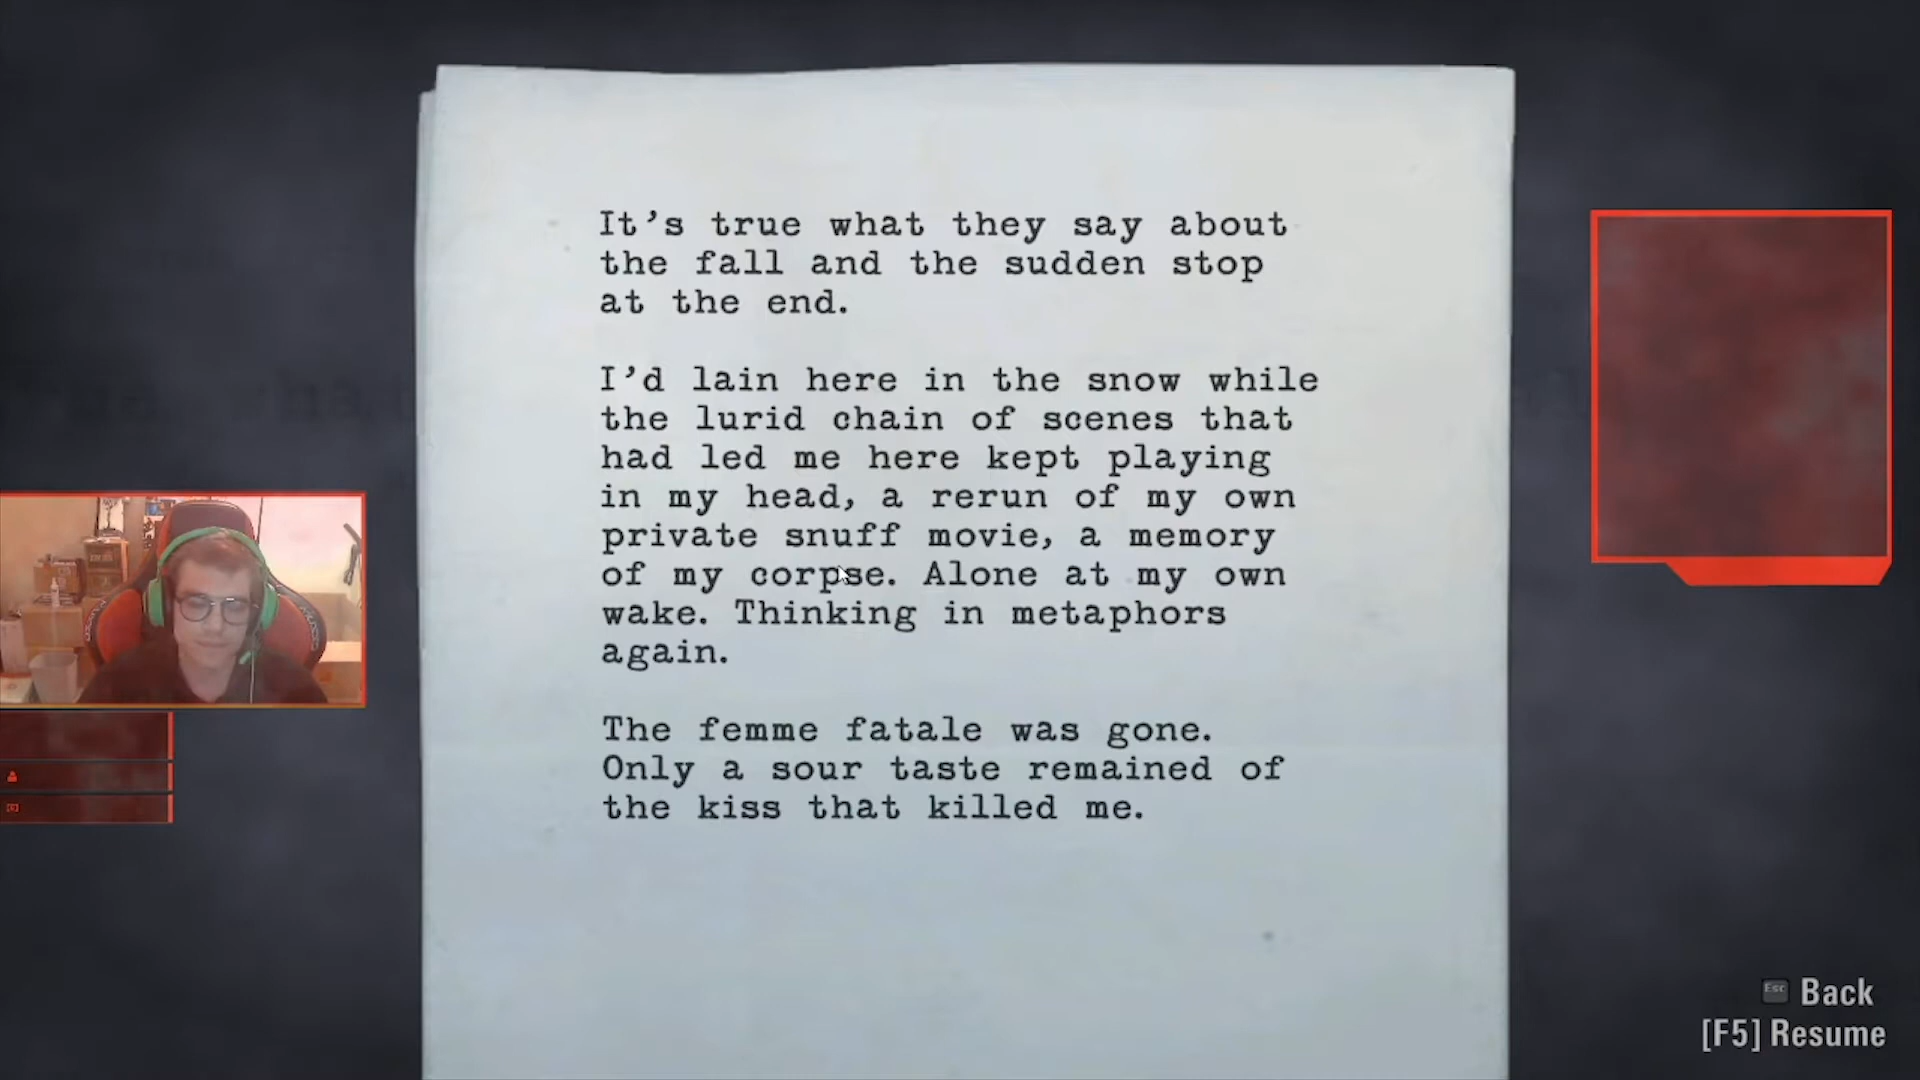 It's true what they say about
the fall and the sudden stop
at the end.
I'd lain here in the snow while
the lurid chain of scenes that
had led me here kept playing
in my head, a rerun of my own
private snuff movie, a memory
of my corpse. Alone at my own
wake. Thinking in metaphors
again.
The femme fatale was gone.
Only a sour taste remained of
the kiss that killed me.
Esc Back
[F5] Resume